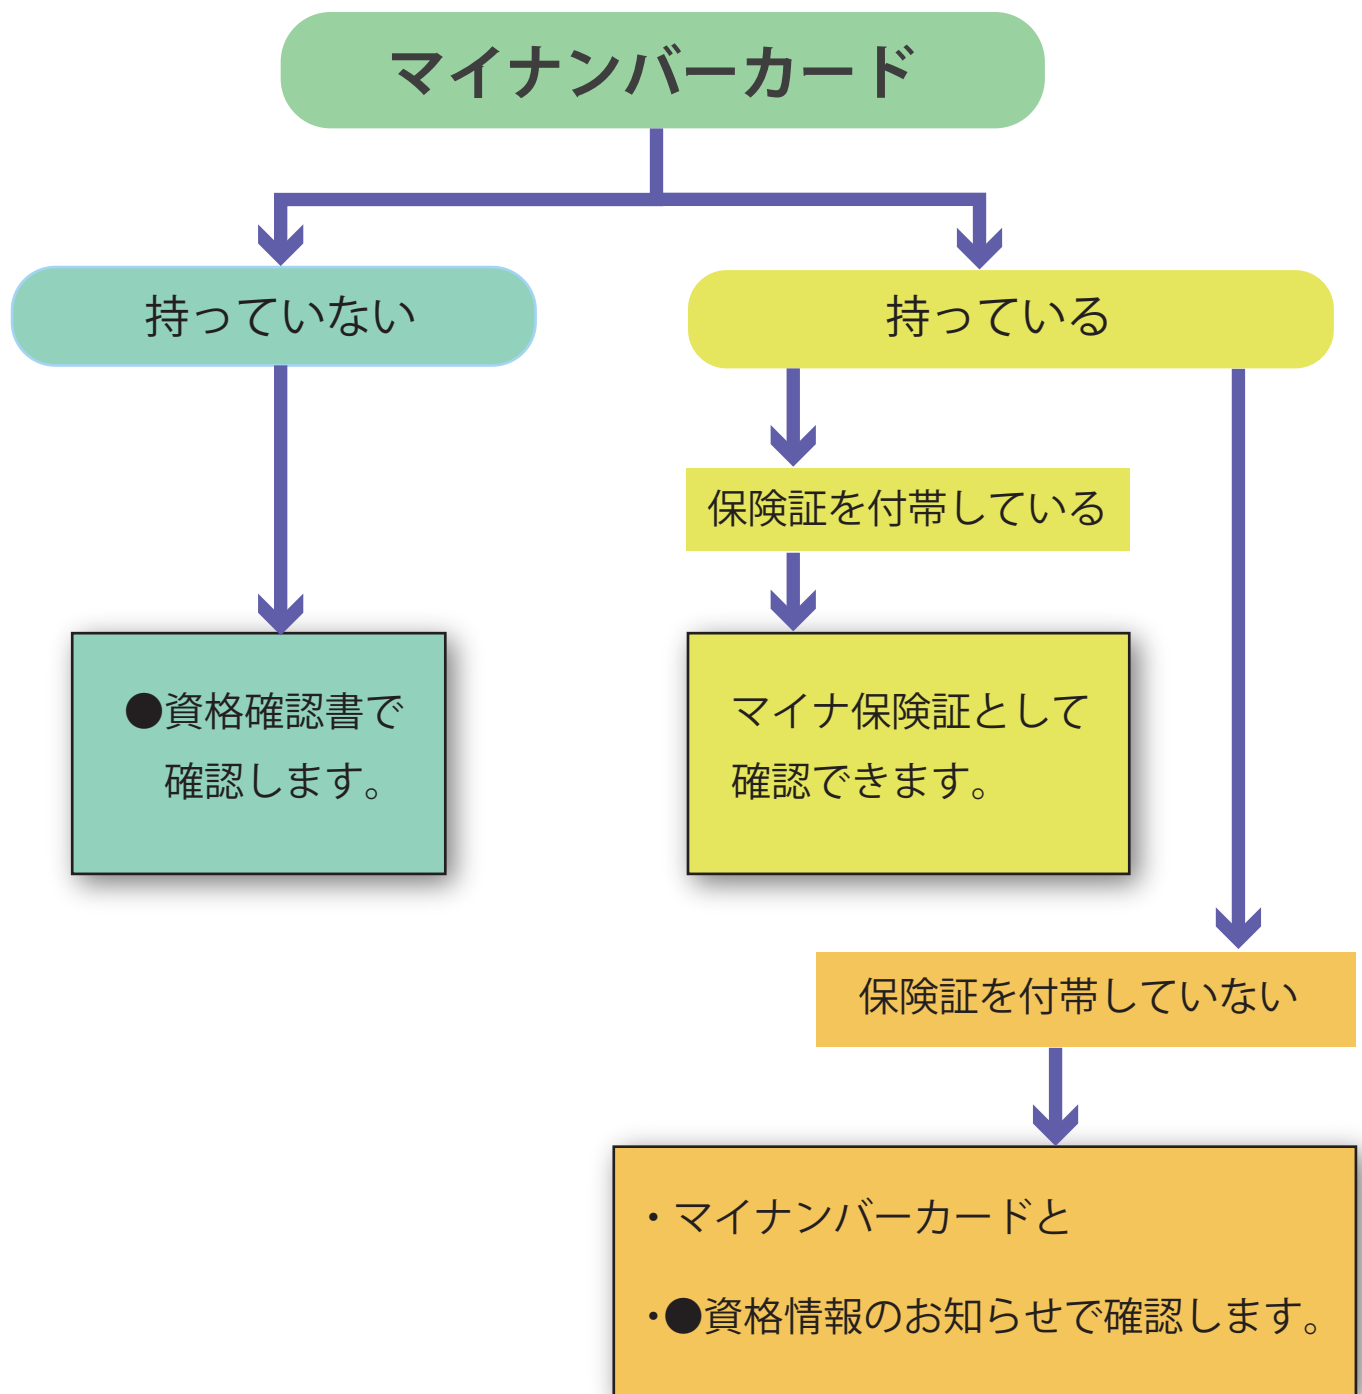 マイナンバーカード
持っていない
持っている
保険証を付帯している
●資格確認書で
確認します。
マイナ保険証として
確認できます。
保険証を付帯していない
・マイナンバーカードと
・●資格情報のお知らせで確認します。